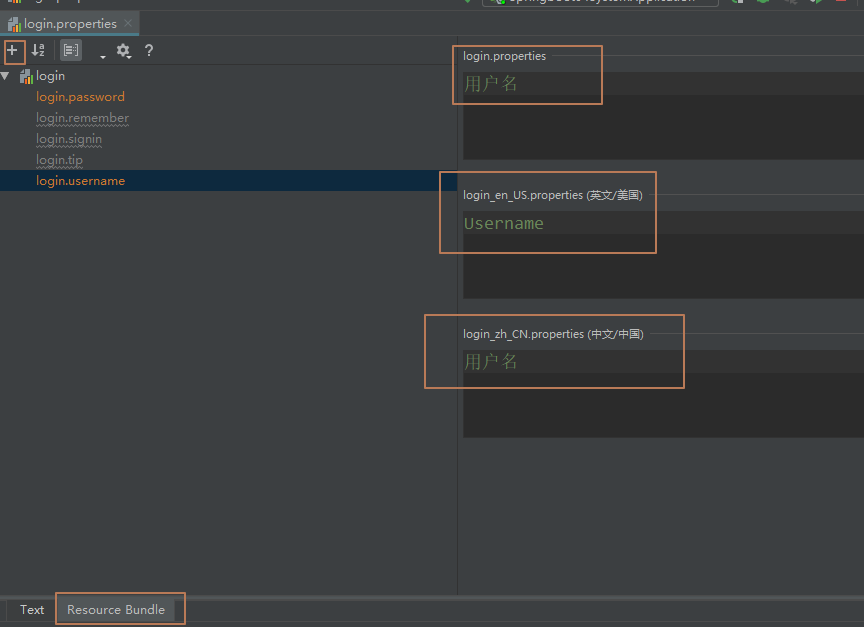 login.properties
?
login
login.password
login.remember
login.signin
login.tip
login.username
login.properties
用户名
login_en_US.properties (英文/美国)
Username
login_zh_CN.properties (中文/中国)
用户名
Text
Resource Bundle